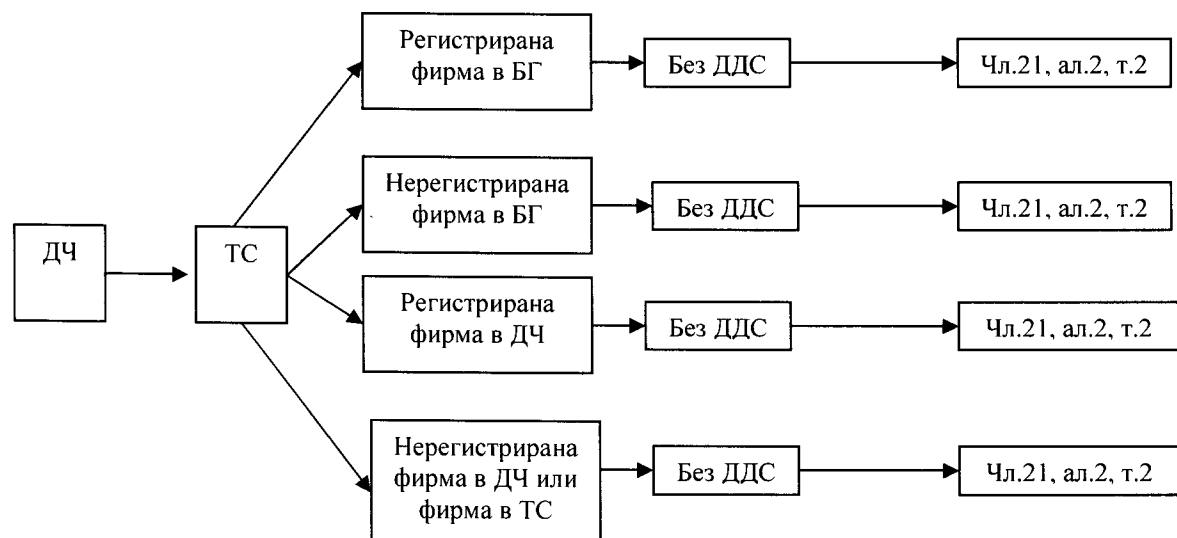 Регистрирана
фирма в БГ
Без ДДС
Чл.21, ал.2, т.2
Нерегистрирана
фирма в БГ
Без ДДС
Чл.21, ал.2, т.2
ДЧ
ТС
Регистрирана
фирма в ДЧ
Без ДДС
Чл.21, ал.2, т.2
Нерегистрирана
фирма в ДЧ или
фирма в ТС
Без ДДС
Чл.21, ал.2, т.2